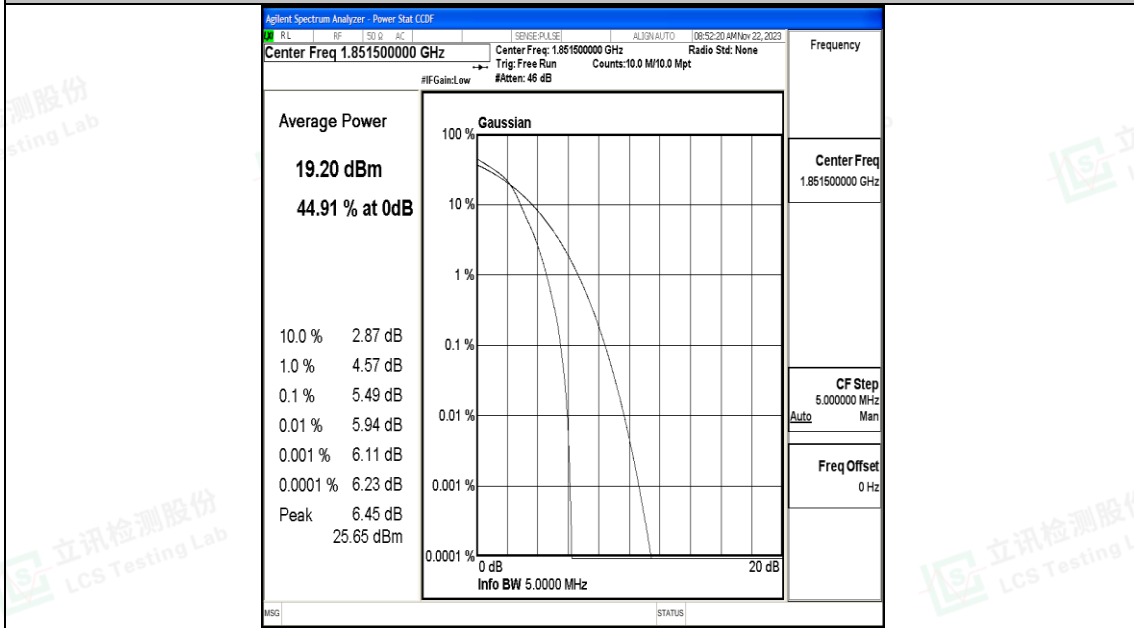 Agilent Spectrum Analyzer - Power Stat CCDF
RL RF 50 Ω AC SENSE:PULSE ALIGN AUTO 08:52:20 AM Nov 22, 2023
Center Freq 1.851500000 GHz
Center Freq: 1.851500000 GHz Radio Std: None
Trig: Free Run Counts:10.0 M/10.0 Mpt
#IFGain:Low #Atten: 46 dB
Frequency
Average Power
19.20 dBm
44.91 % at 0dB
10.0 % 2.87 dB
1.0 % 4.57 dB
0.1 % 5.49 dB
0.01 % 5.94 dB
0.001 % 6.11 dB
0.0001 % 6.23 dB
Peak 6.45 dB
25.65 dBm
Gaussian
100 %
10 %
1 %
0.1 %
0.01 %
0.001 %
0.0001 %
0 dB 20 dB
Info BW 5.0000 MHz
Center Freq
1.851500000 GHz
CF Step
5.000000 MHz
Auto Man
Freq Offset
0 Hz
MSG STATUS
测股份
sting Lab
立
立讯检测股份
LCS Testing Lab
立讯检测股份
LCS Testing L